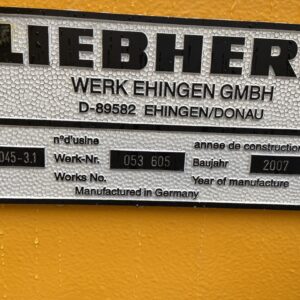 LIEBHER
WERK EHINGEN GMBH
D-89582 EHINGEN/DONAU
n°d'usine annee de construction
045-3.1 Werk-Nr. 053 605 Baujahr 2007
Works No. Year of manufacture
Manufactured in Germany